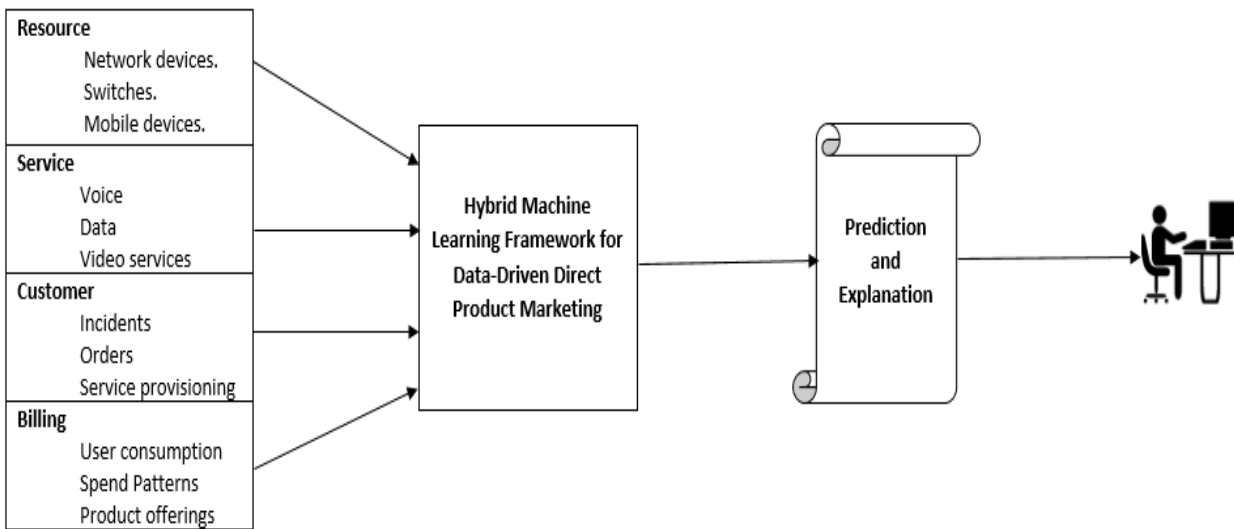 Resource
Network devices.
Switches.
Mobile devices.
Service
Voice
Data
Video services
Customer
Incidents
Orders
Service provisioning
Billing
User consumption
Spend Patterns
Product offerings
Hybrid Machine
Learning Framework for
Data-Driven Direct
Product Marketing
Prediction
and
Explanation